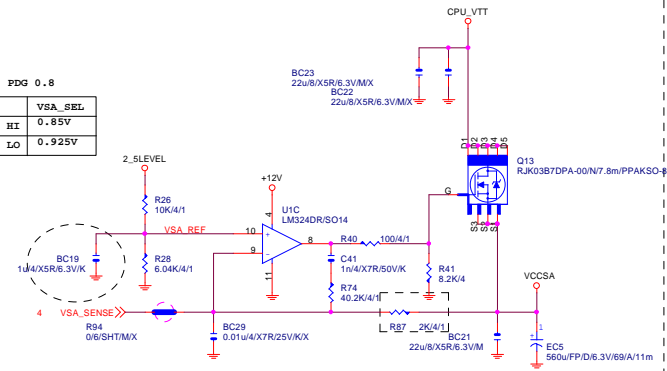 CPU_VTT
PDG 0.8
VSA_SEL
HI 0.85V
LO 0.925V
BC23
22u/8/X5R/6.3V/M/X
BC22
22u/8/X5R/6.3V/M/X
D1 D2 D3 D4 D5
Q13
RJK03B7DPA-00/N/7.8m/PPAKSO-8
G
S3 S2 S1
2_5LEVEL
+12V
R26
10K/4/1
VSA_REF
U1C
LM324DR/SO14
4
10
9
8
11
+
-
R28
6.04K/4/1
BC19
1u/4/X5R/6.3V/K
R40 100/4/1
C41
1n/4/X7R/50V/K
R41
8.2K/4
R74
40.2K/4/1
VCCSA
4 VSA_SENSE
R94
0/6/SHT/M/X
BC29
0.01u/4/X7R/25V/K/X
R87 2K/4/1
BC21
22u/8/X5R/6.3V/M
1
EC5
560u/FP/D/6.3V/69/A/11m